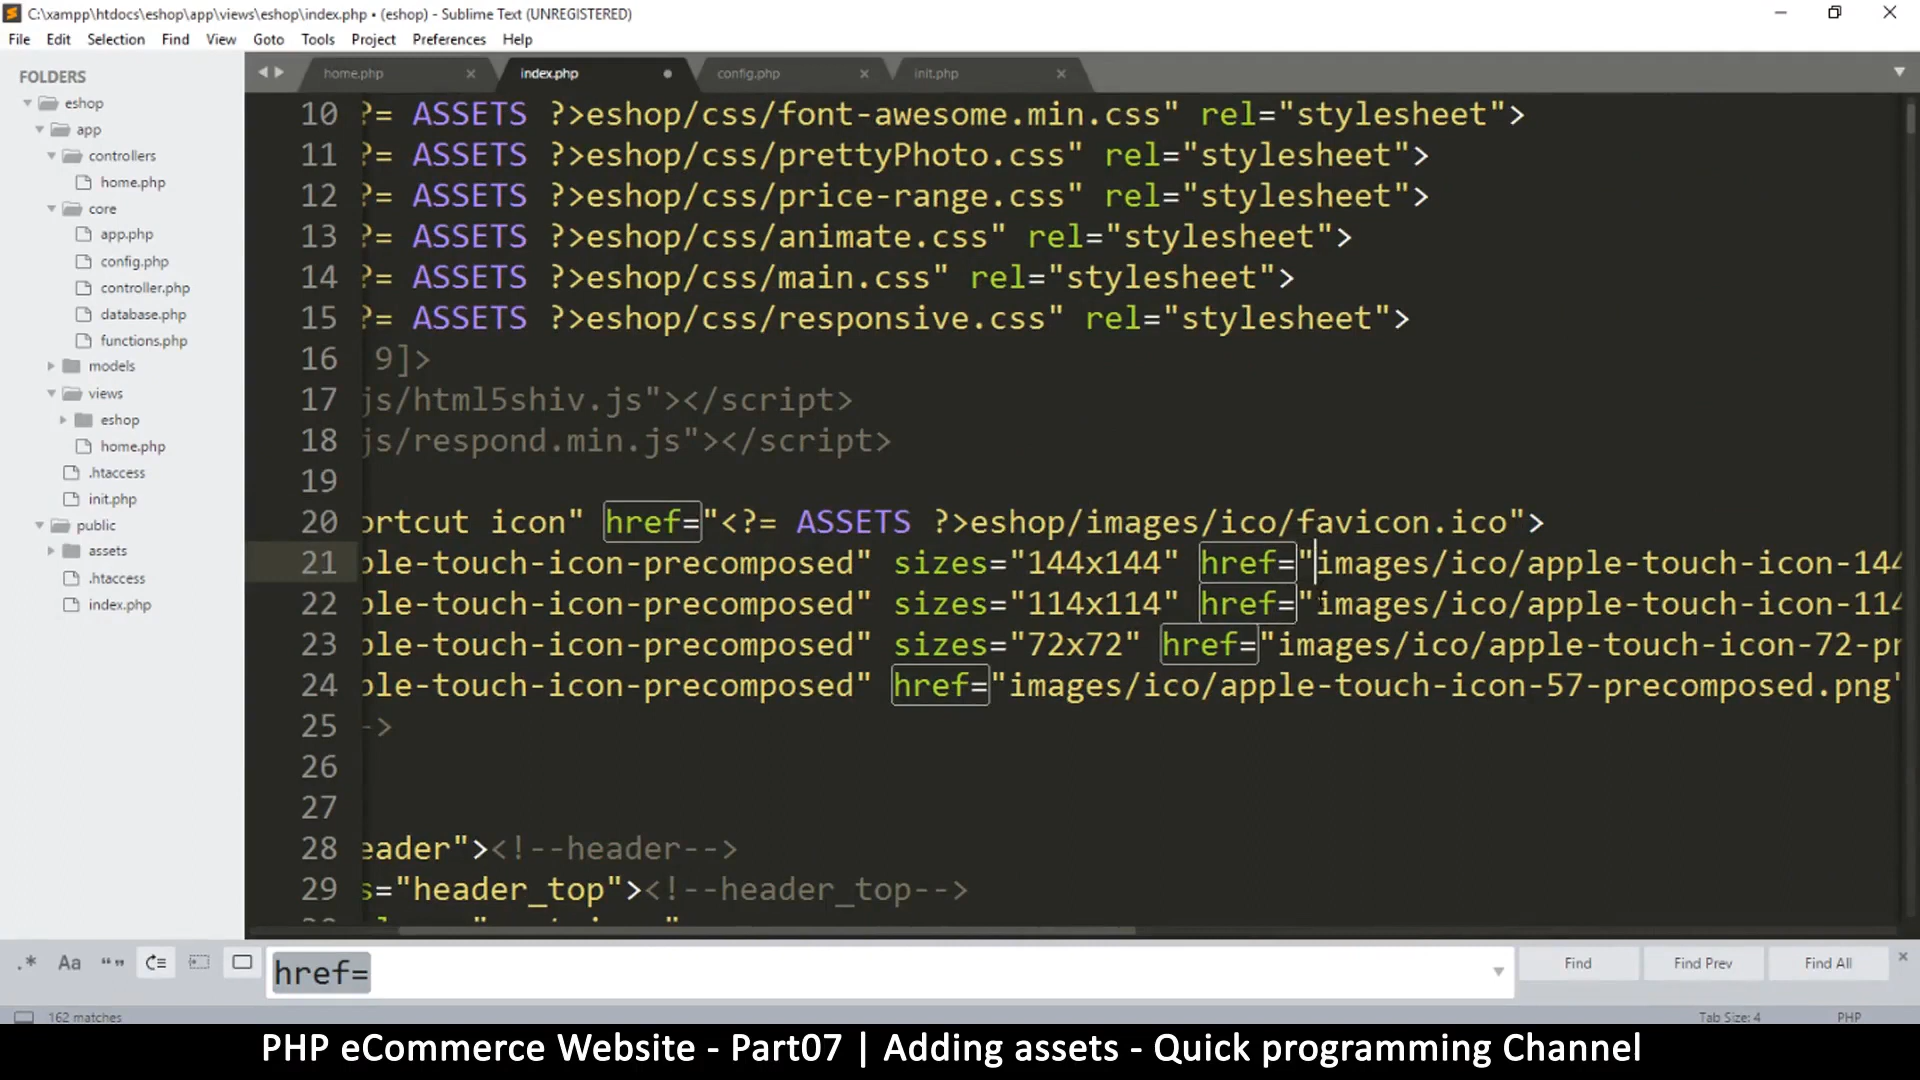 C:\xampp\htdocs\eshop\app\views\eshop\index.php • (eshop) - Sublime Text (UNREGISTERED)
File Edit Selection Find View Goto Tools Project Preferences Help
FOLDERS
eshop
app
controllers
home.php
core
app.php
config.php
controller.php
database.php
functions.php
models
views
eshop
home.php
.htaccess
init.php
public
assets
.htaccess
index.php
home.php index.php config.php init.php
10 ?= ASSETS ?>eshop/css/font-awesome.min.css" rel="stylesheet">
11 ?= ASSETS ?>eshop/css/prettyPhoto.css" rel="stylesheet">
12 ?= ASSETS ?>eshop/css/price-range.css" rel="stylesheet">
13 ?= ASSETS ?>eshop/css/animate.css" rel="stylesheet">
14 ?= ASSETS ?>eshop/css/main.css" rel="stylesheet">
15 ?= ASSETS ?>eshop/css/responsive.css" rel="stylesheet">
16 9]>
17 js/html5shiv.js"></script>
18 js/respond.min.js"></script>
19
20 ortcut icon" href="<?= ASSETS ?>eshop/images/ico/favicon.ico">
21 ple-touch-icon-precomposed" sizes="144x144" href="images/ico/apple-touch-icon-144
22 ple-touch-icon-precomposed" sizes="114x114" href="images/ico/apple-touch-icon-114
23 ple-touch-icon-precomposed" sizes="72x72" href="images/ico/apple-touch-icon-72-pr
24 ple-touch-icon-precomposed" href="images/ico/apple-touch-icon-57-precomposed.png"
25 ->
26
27
28 eader"><!--header-->
29 s="header_top"><!--header_top-->
.* Aa “” href= Find Find Prev Find All
162 matches Tab Size: 4 PHP
PHP eCommerce Website - Part07 | Adding assets - Quick programming Channel